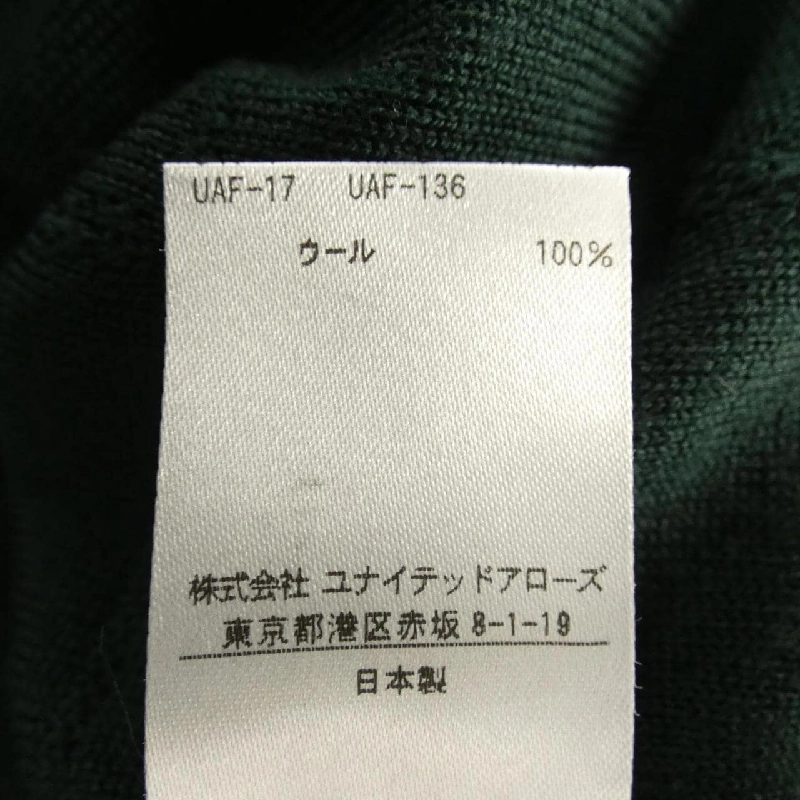 UAF-17 UAF-136
ウール 100%
株式会社 ユナイテッドアローズ
東京都港区赤坂 8-1-19
日本製